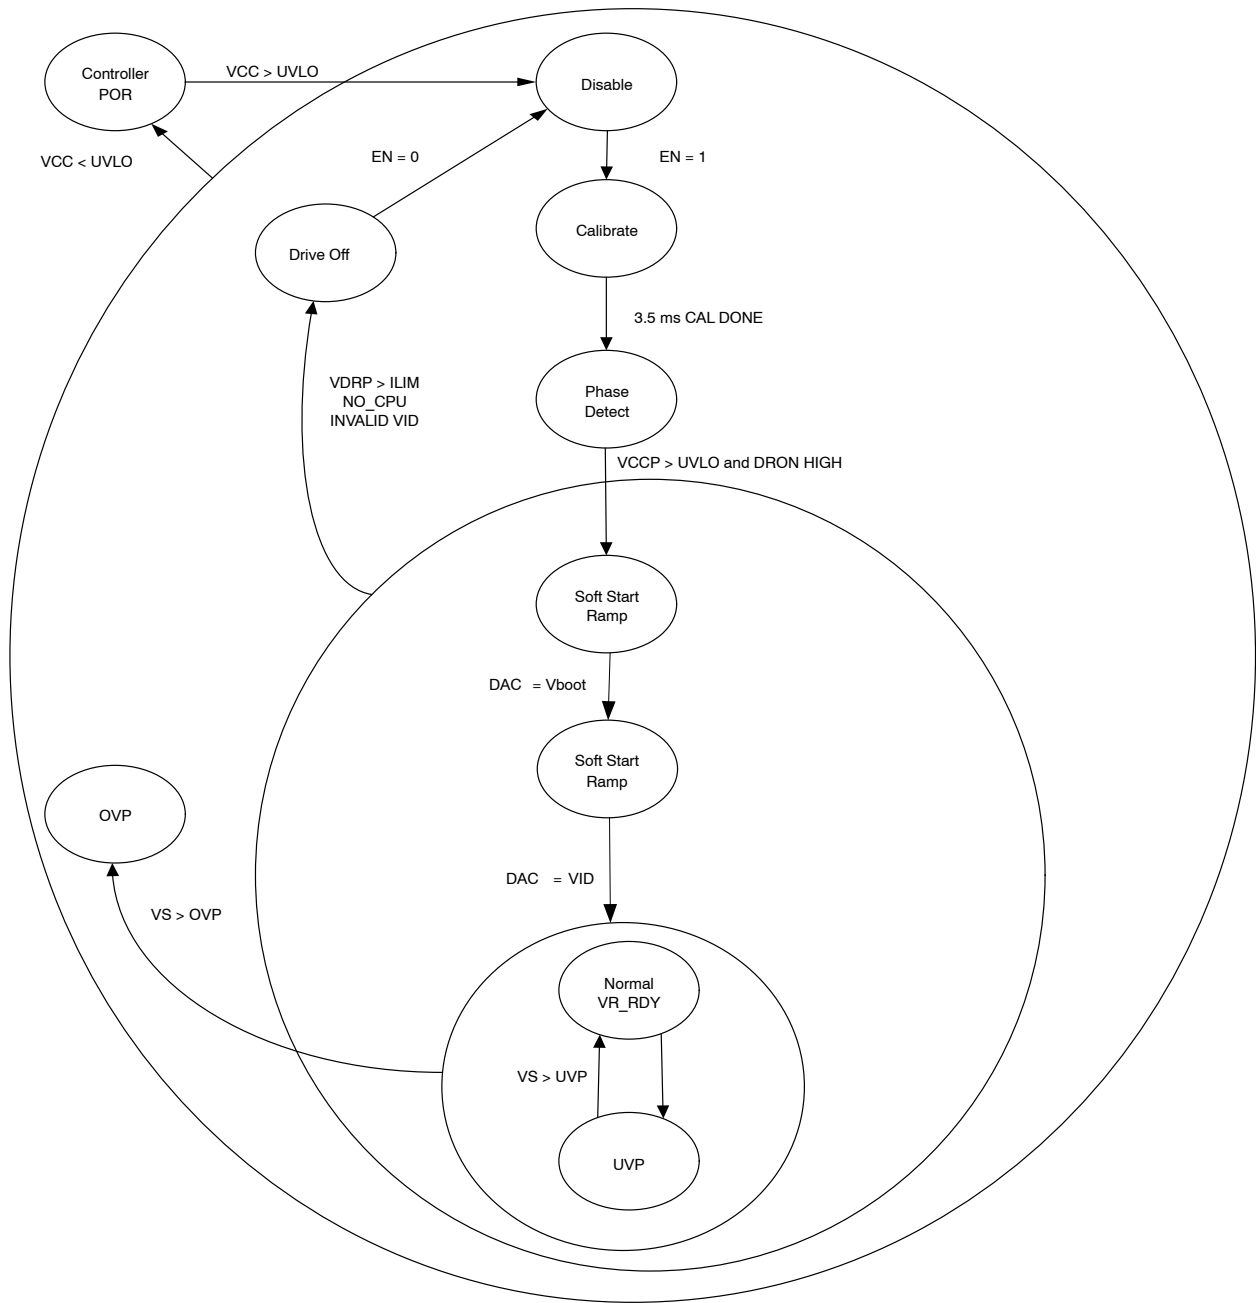 Controller
POR
VCC > UVLO
Disable
VCC < UVLO
EN = 0
EN = 1
Drive Off
Calibrate
3.5 ms CAL DONE
VDRP > ILIM
NO_CPU
INVALID VID
Phase
Detect
VCCP > UVLO and DRON HIGH
Soft Start
Ramp
DAC = Vboot
Soft Start
Ramp
OVP
DAC = VID
VS > OVP
Normal
VR_RDY
VS > UVP
UVP